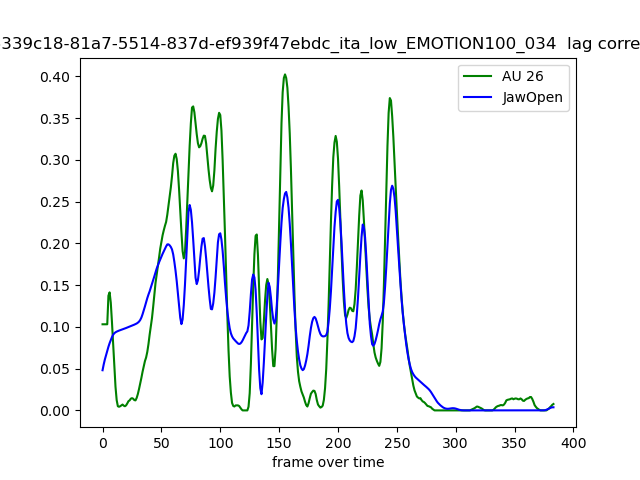 339c18-81a7-5514-837d-ef939f47ebdc_ita_low_EMOTION100_034 lag corre
AU 26
JawOpen
0.40
0.35
0.30
0.25
0.20
0.15
0.10
0.05
0.00
0 50 100 150 200 250 300 350 400
frame over time